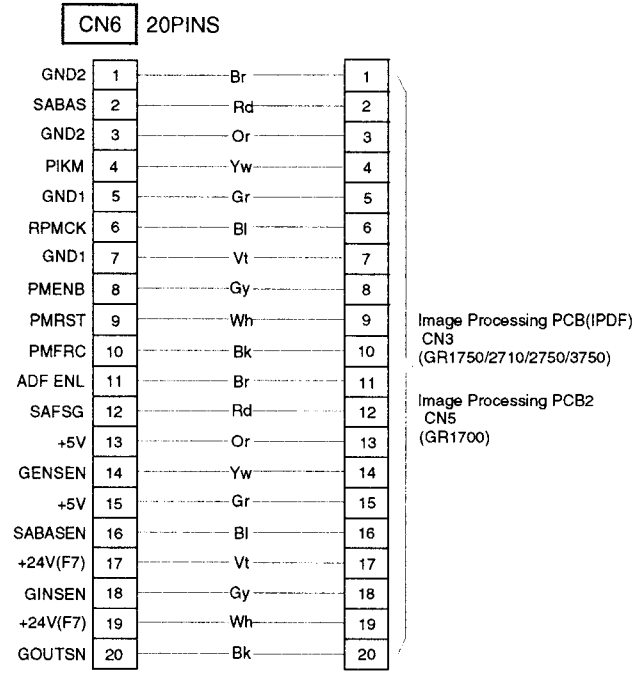 CN6 20PINS
GND2 1 Br 1
SABAS 2 Rd 2
GND2 3 Or 3
PIKM 4 Yw 4
GND1 5 Gr 5
RPMCK 6 Bl 6
GND1 7 Vt 7
PMENB 8 Gy 8
PMRST 9 Wh 9
PMFRC 10 Bk 10
ADF ENL 11 Br 11
SAFSG 12 Rd 12
+5V 13 Or 13
GENSEN 14 Yw 14
+5V 15 Gr 15
SABASEN 16 Bl 16
+24V(F7) 17 Vt 17
GINSEN 18 Gy 18
+24V(F7) 19 Wh 19
GOUTSN 20 Bk 20
Image Processing PCB(IPDF)
CN3
(GR1750/2710/2750/3750)
Image Processing PCB2
CN5
(GR1700)